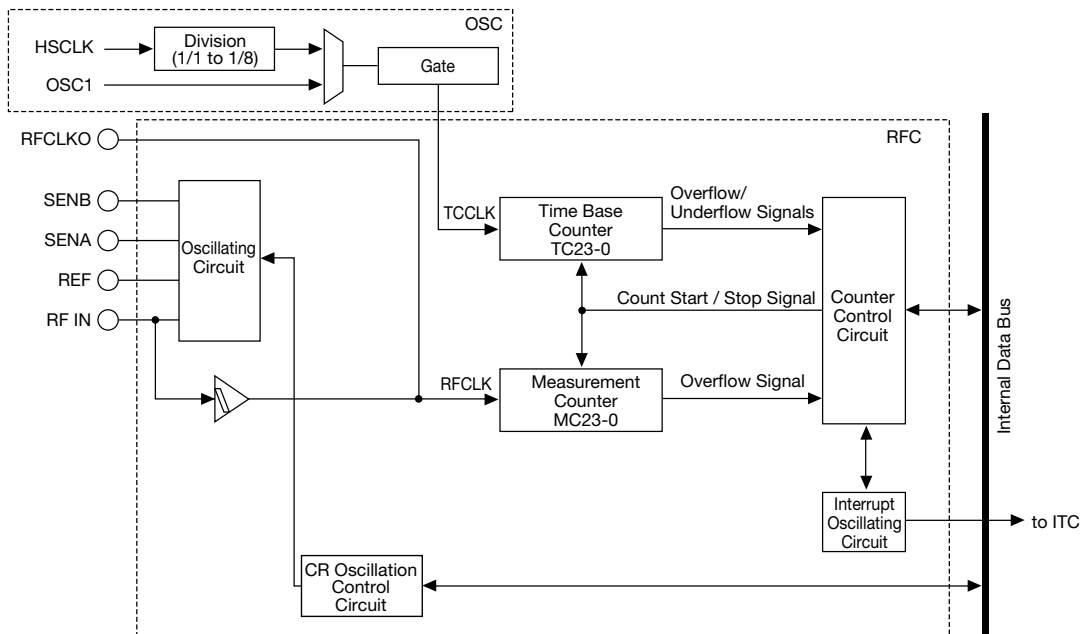 OSC
HSCLK
Division
(1/1 to 1/8)
Gate
OSC1
RFCLKO
RFC
SENB
SENA
REF
RF IN
Oscillating
Circuit
TCCLK
Time Base
Counter
TC23-0
Overflow/
Underflow Signals
Count Start / Stop Signal
Counter
Control
Circuit
Internal Data Bus
RFCLK
Measurement
Counter
MC23-0
Overflow Signal
Interrupt
Oscillating
Circuit
to ITC
CR Oscillation
Control
Circuit